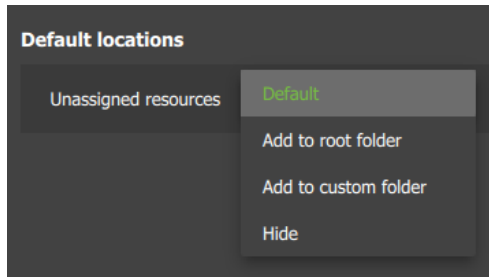 Default locations
Unassigned resources
Default
Add to root folder
Add to custom folder
Hide